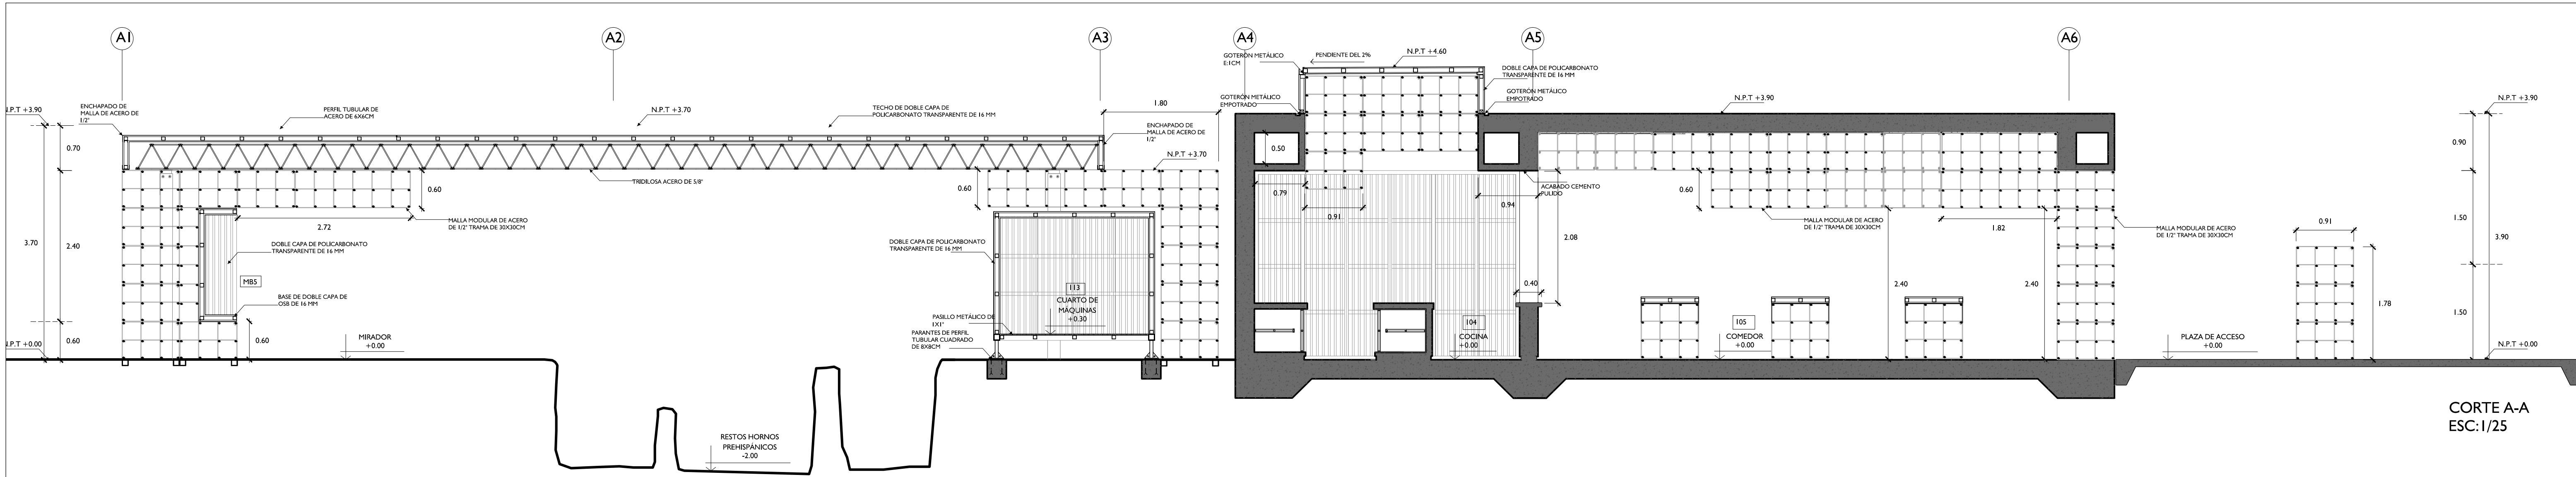 A1
A2
A3
A4
A5
A6
GOTERÓN METÁLICO
E:1CM
PENDIENTE DEL 2%
N.P.T +4.60
DOBLE CAPA DE POLICARBONATO
TRANSPARENTE DE 16 MM
GOTERÓN METÁLICO
EMPOTRADO
GOTERÓN METÁLICO
EMPOTRADO
N.P.T +3.90
N.P.T +3.90
N.P.T +3.90
ENCHAPADO DE
MALLA DE ACERO DE
1/2"
PERFIL TUBULAR DE
ACERO DE 6X6CM
N.P.T +3.70
TECHO DE DOBLE CAPA DE
POLICARBONATO TRANSPARENTE DE 16 MM
1.80
ENCHAPADO DE
MALLA DE ACERO DE
1/2"
N.P.T +3.70
0.70
0.50
0.90
TRIDILOSA ACERO DE 5/8"
0.60
0.60
0.79
0.91
0.94
ACABADO CEMENTO
PULIDO
0.60
MALLA MODULAR DE ACERO
DE 1/2" TRAMA DE 30X30CM
2.72
MALLA MODULAR DE ACERO
DE 1/2" TRAMA DE 30X30CM
1.82
MALLA MODULAR DE ACERO
DE 1/2" TRAMA DE 30X30CM
0.91
1.50
3.70
2.40
DOBLE CAPA DE POLICARBONATO
TRANSPARENTE DE 16 MM
DOBLE CAPA DE POLICARBONATO
TRANSPARENTE DE 16 MM
2.08
3.90
MB5
BASE DE DOBLE CAPA DE
OSB DE 16 MM
113
CUARTO DE
MÁQUINAS
+0.30
0.40
2.40
2.40
1.78
1.50
PASILLO METÁLICO DE
1X1"
PARANTES DE PERFIL
TUBULAR CUADRADO
DE 8X8CM
104
COCINA
+0.00
105
COMEDOR
+0.00
N.P.T +0.00
0.60
0.60
MIRADOR
+0.00
PLAZA DE ACCESO
+0.00
N.P.T +0.00
RESTOS HORNOS
PREHISPÁNICOS
-2.00
CORTE A-A
ESC:1/25